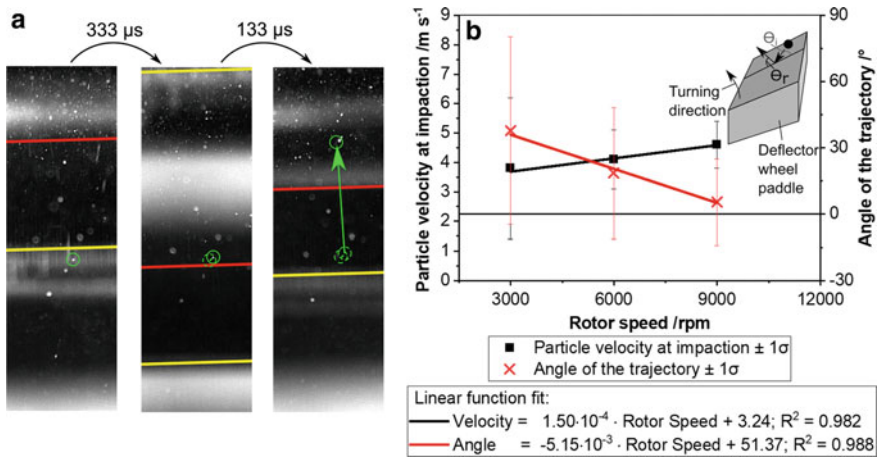 a
333 µs
133 µs
b
Particle velocity at impaction /m s⁻¹
9
8
7
6
5
4
3
2
1
0
3000
6000
9000
12000
Rotor speed /rpm
90
60
30
0
-30
Angle of the trajectory /°
Θi
Θr
Turning
direction
Deflector
wheel
paddle
Particle velocity at impaction ± 1σ
Angle of the trajectory ± 1σ
Linear function fit:
Velocity = 1.50·10⁻⁴ · Rotor Speed + 3.24; R² = 0.982
Angle = -5.15·10⁻³ · Rotor Speed + 51.37; R² = 0.988